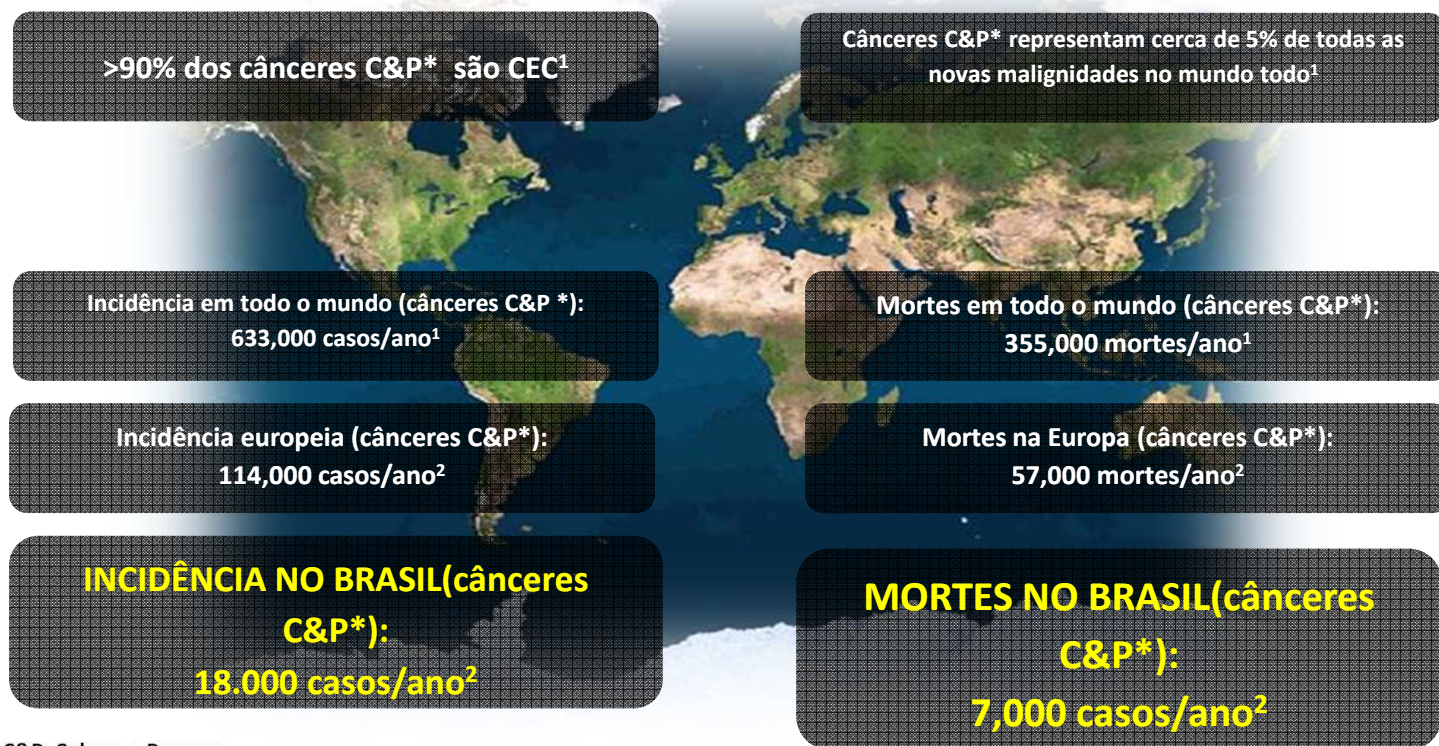 >90% dos cânceres C&P* são CEC¹
Cânceres C&P* representam cerca de 5% de todas as
novas malignidades no mundo todo¹
Incidência em todo o mundo (cânceres C&P *):
633,000 casos/ano¹
Mortes em todo o mundo (cânceres C&P*):
355,000 mortes/ano¹
Incidência europeia (cânceres C&P*):
114,000 casos/ano²
Mortes na Europa (cânceres C&P*):
57,000 mortes/ano²
INCIDÊNCIA NO BRASIL(cânceres
C&P*):
18.000 casos/ano²
MORTES NO BRASIL(cânceres
C&P*):
7,000 casos/ano²